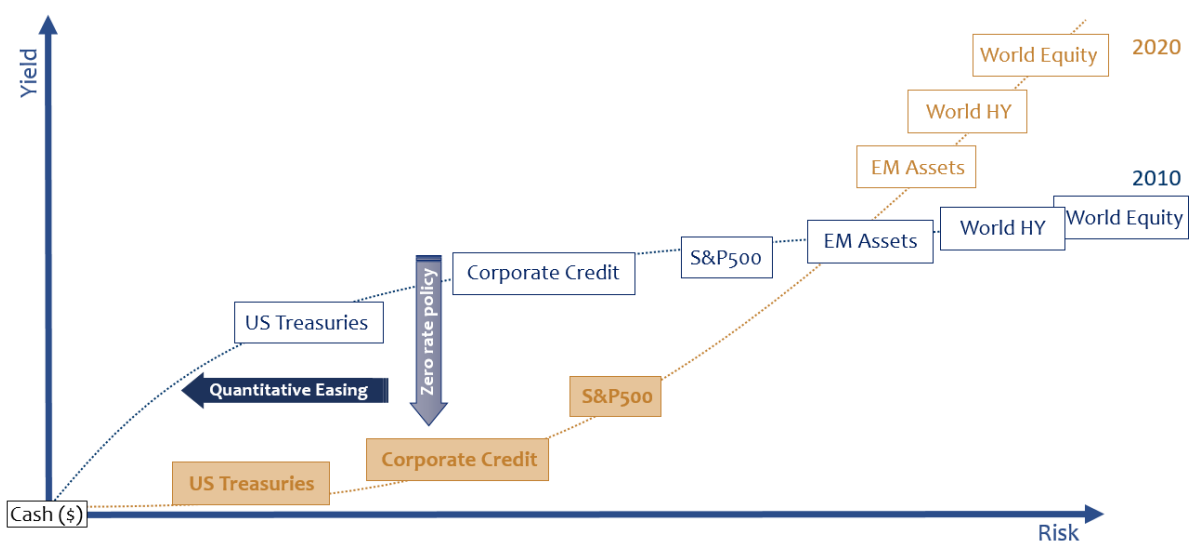 Yield
World Equity
2020
World HY
EM Assets
2010
World Equity
World HY
EM Assets
S&P500
Corporate Credit
US Treasuries
Zero rate policy
Quantitative Easing
S&P500
Corporate Credit
US Treasuries
Cash ($)
Risk